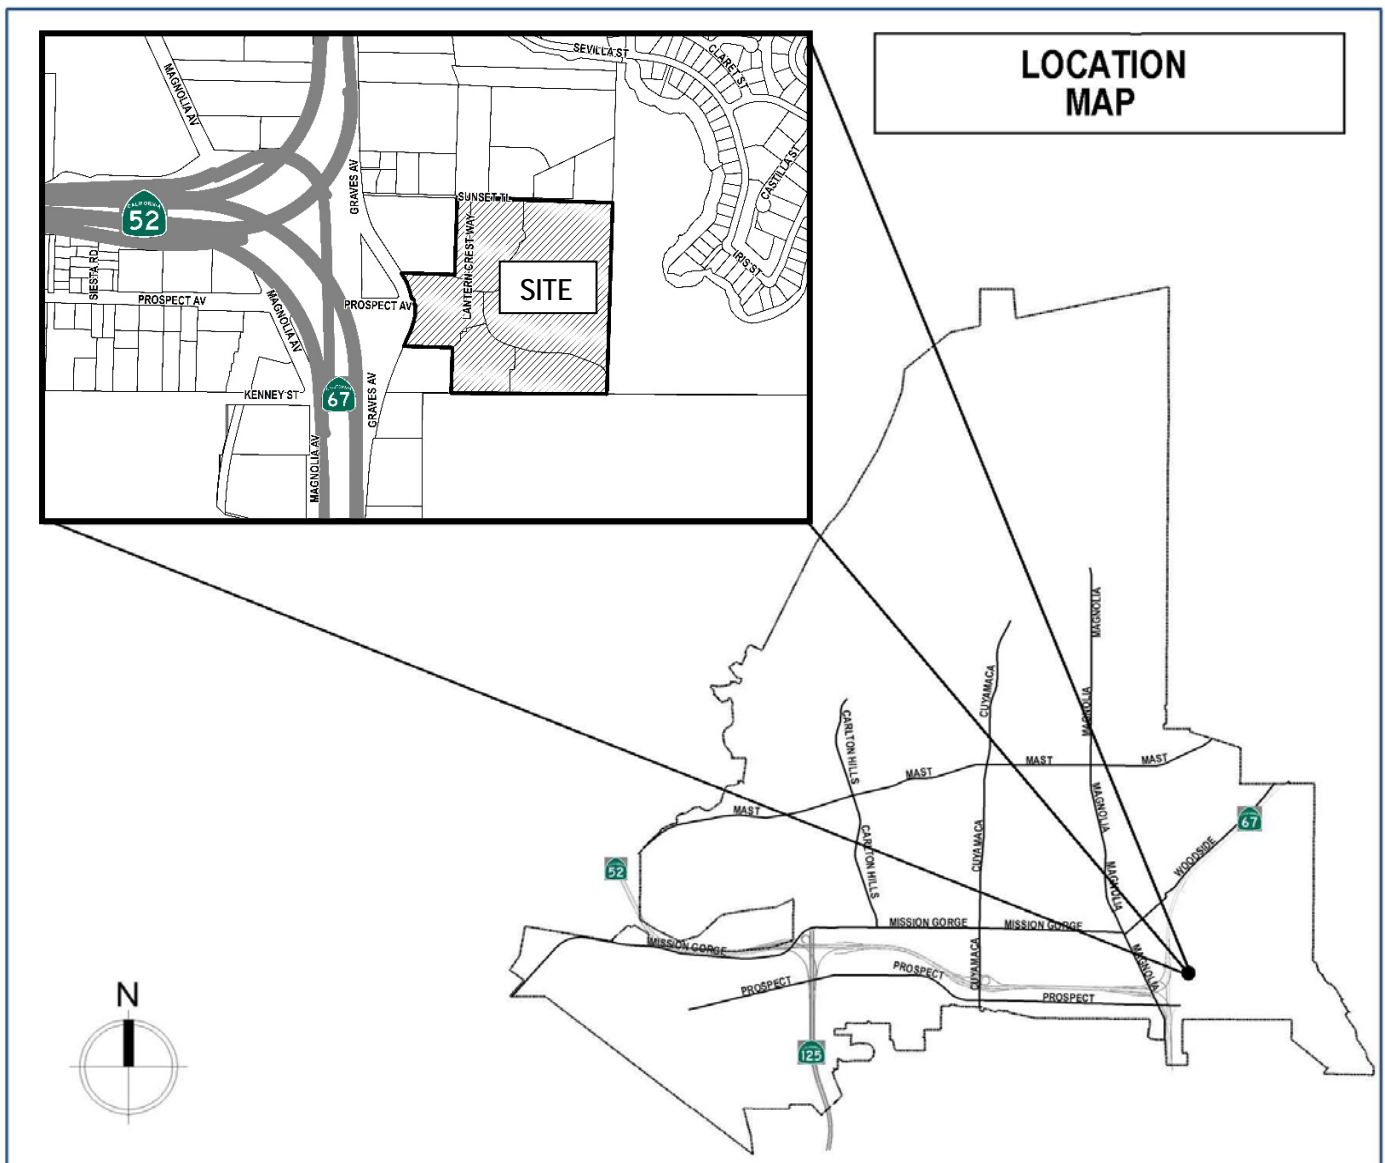 LOCATION
MAP
SEVILLA ST
CLARET ST
MAGNOLIA AV
GRAVES AV
CASTILLA ST
CALIFORNIA
52
SUNSET TL
LANTERN CREST WAY
IRIS ST
SIESTA RD
SITE
PROSPECT AV
MAGNOLIA AV
PROSPECT AV
KENNEY ST
67
GRAVES AV
MAGNOLIA AV
MAGNOLIA
CUYAMACA
MAGNOLIA
CARLTON HILLS
MAST
MAST
MAST
MAST
MAGNOLIA
67
CARLTON HILLS
CUYAMACA
WOODSIDE
52
MAGNOLIA
MISSION GORGE
MISSION GORGE
MISSION GORGE
CUYAMACA
MAGNOLIA
PROSPECT
PROSPECT
PROSPECT
N
125